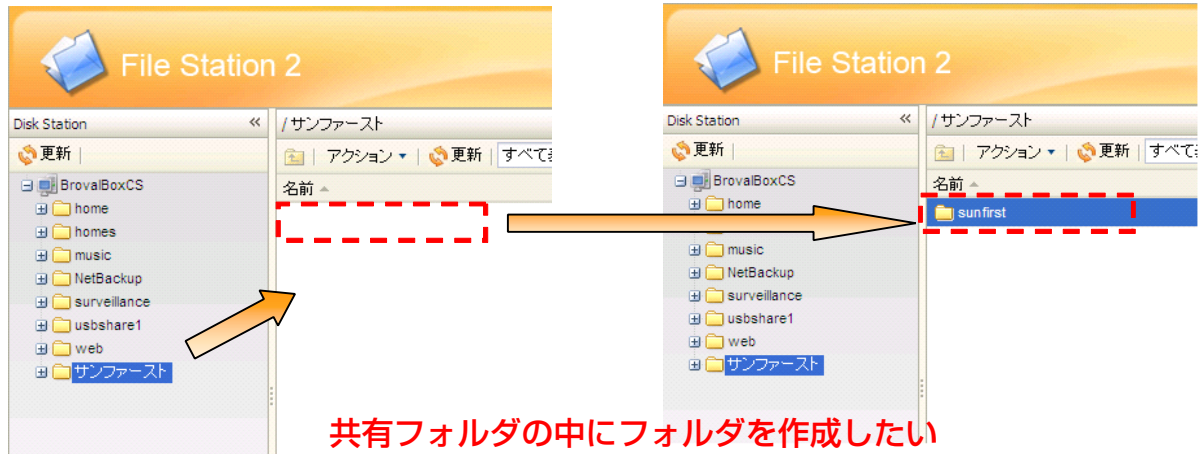 File Station 2
Disk Station
/ サンファースト
更新
アクション
更新
すべて
BrovalBoxCS
名前
home
homes
music
NetBackup
surveillance
usbshare1
web
サンファースト
File Station 2
Disk Station
/ サンファースト
更新
アクション
更新
すべて
BrovalBoxCS
名前
home
sunfirst
music
NetBackup
surveillance
usbshare1
web
サンファースト
共有フォルダの中にフォルダを作成したい